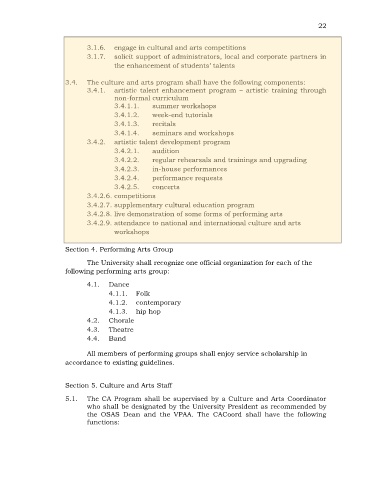 22
3.1.6. engage in cultural and arts competitions
3.1.7. solicit support of administrators, local and corporate partners in
the enhancement of students' talents
3.4. The culture and arts program shall have the following components:
3.4.1. artistic talent enhancement program – artistic training through
non-formal curriculum
3.4.1.1. summer workshops
3.4.1.2. week-end tutorials
3.4.1.3. recitals
3.4.1.4. seminars and workshops
3.4.2. artistic talent development program
3.4.2.1. audition
3.4.2.2. regular rehearsals and trainings and upgrading
3.4.2.3. in-house performances
3.4.2.4. performance requests
3.4.2.5. concerts
3.4.2.6. competitions
3.4.2.7. supplementary cultural education program
3.4.2.8. live demonstration of some forms of performing arts
3.4.2.9. attendance to national and international culture and arts
workshops
Section 4. Performing Arts Group
The University shall recognize one official organization for each of the
following performing arts group:
4.1. Dance
4.1.1. Folk
4.1.2. contemporary
4.1.3. hip hop
4.2. Chorale
4.3. Theatre
4.4. Band
All members of performing groups shall enjoy service scholarship in
accordance to existing guidelines.
Section 5. Culture and Arts Staff
5.1. The CA Program shall be supervised by a Culture and Arts Coordinator
who shall be designated by the University President as recommended by
the OSAS Dean and the VPAA. The CACoord shall have the following
functions: